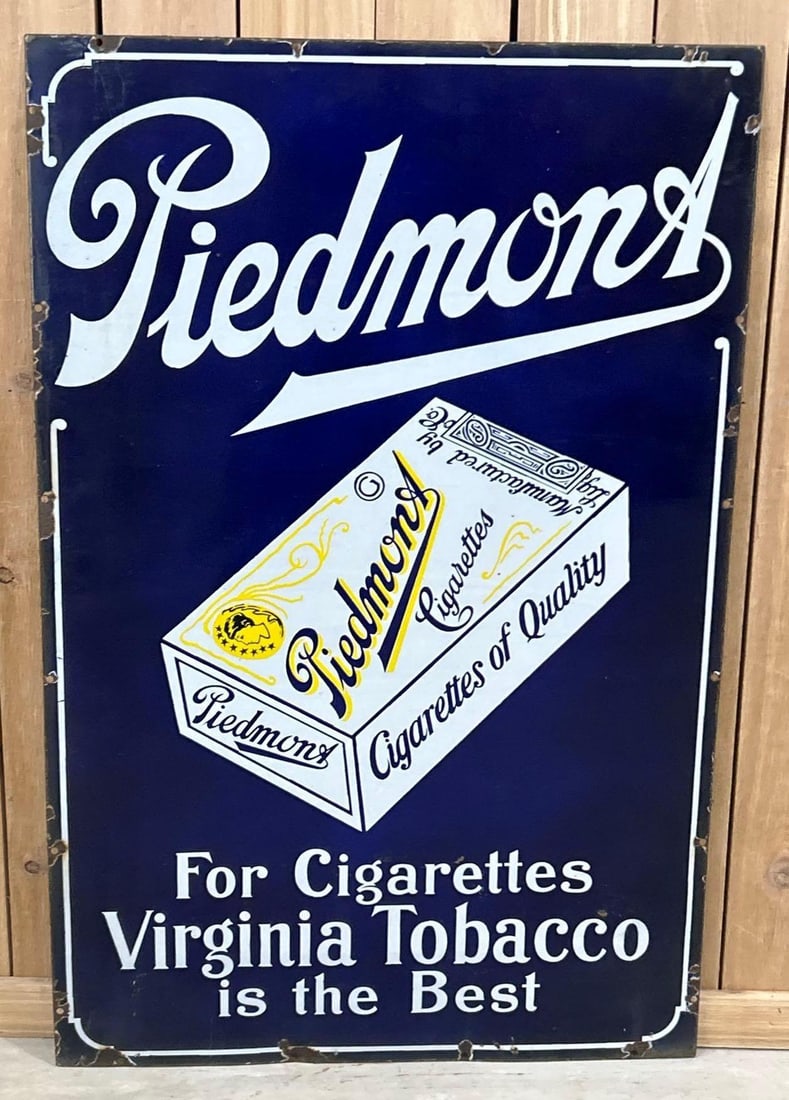 Piedmont
Manufactured by
Cigarettes
Piedmont
Cigarettes of Quality
Piedmont
For Cigarettes
Virginia Tobacco
is the Best